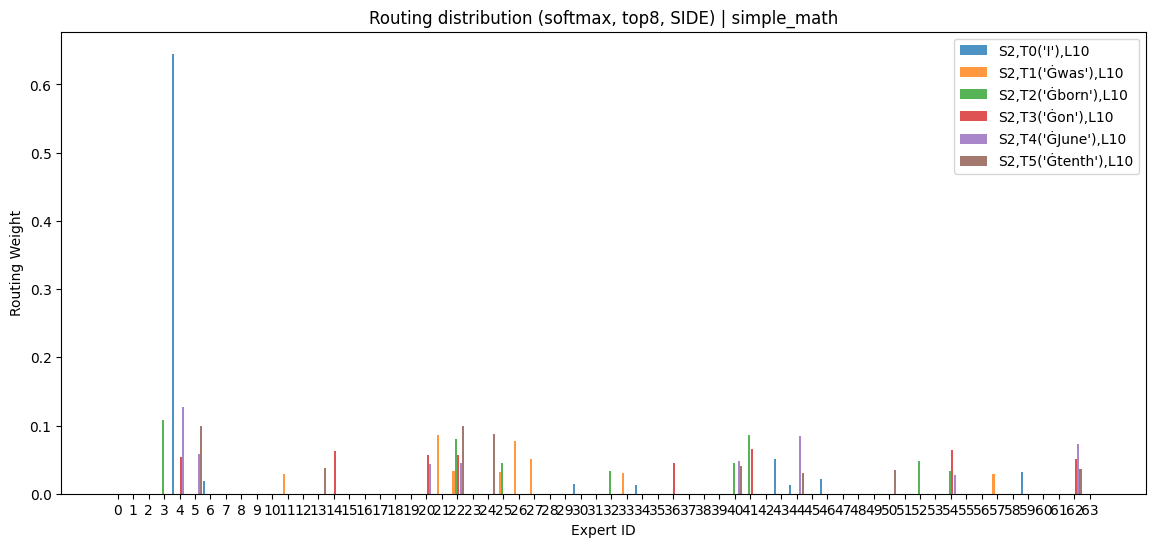 Routing distribution (softmax, top8, SIDE) | simple_math
S2,T0('I'),L10
S2,T1('Ġwas'),L10
S2,T2('Ġborn'),L10
S2,T3('Ġon'),L10
S2,T4('ĠJune'),L10
S2,T5('Ġtenth'),L10
Routing Weight
0.6
0.5
0.4
0.3
0.2
0.1
0.0
0 1 2 3 4 5 6 7 8 9 10 11 12 13 14 15 16 17 18 19 20 21 22 23 24 25 26 27 28 29 30 31 32 33 34 35 36 37 38 39 40 41 42 43 44 45 46 47 48 49 50 51 52 53 54 55 56 57 58 59 60 61 62 63
Expert ID